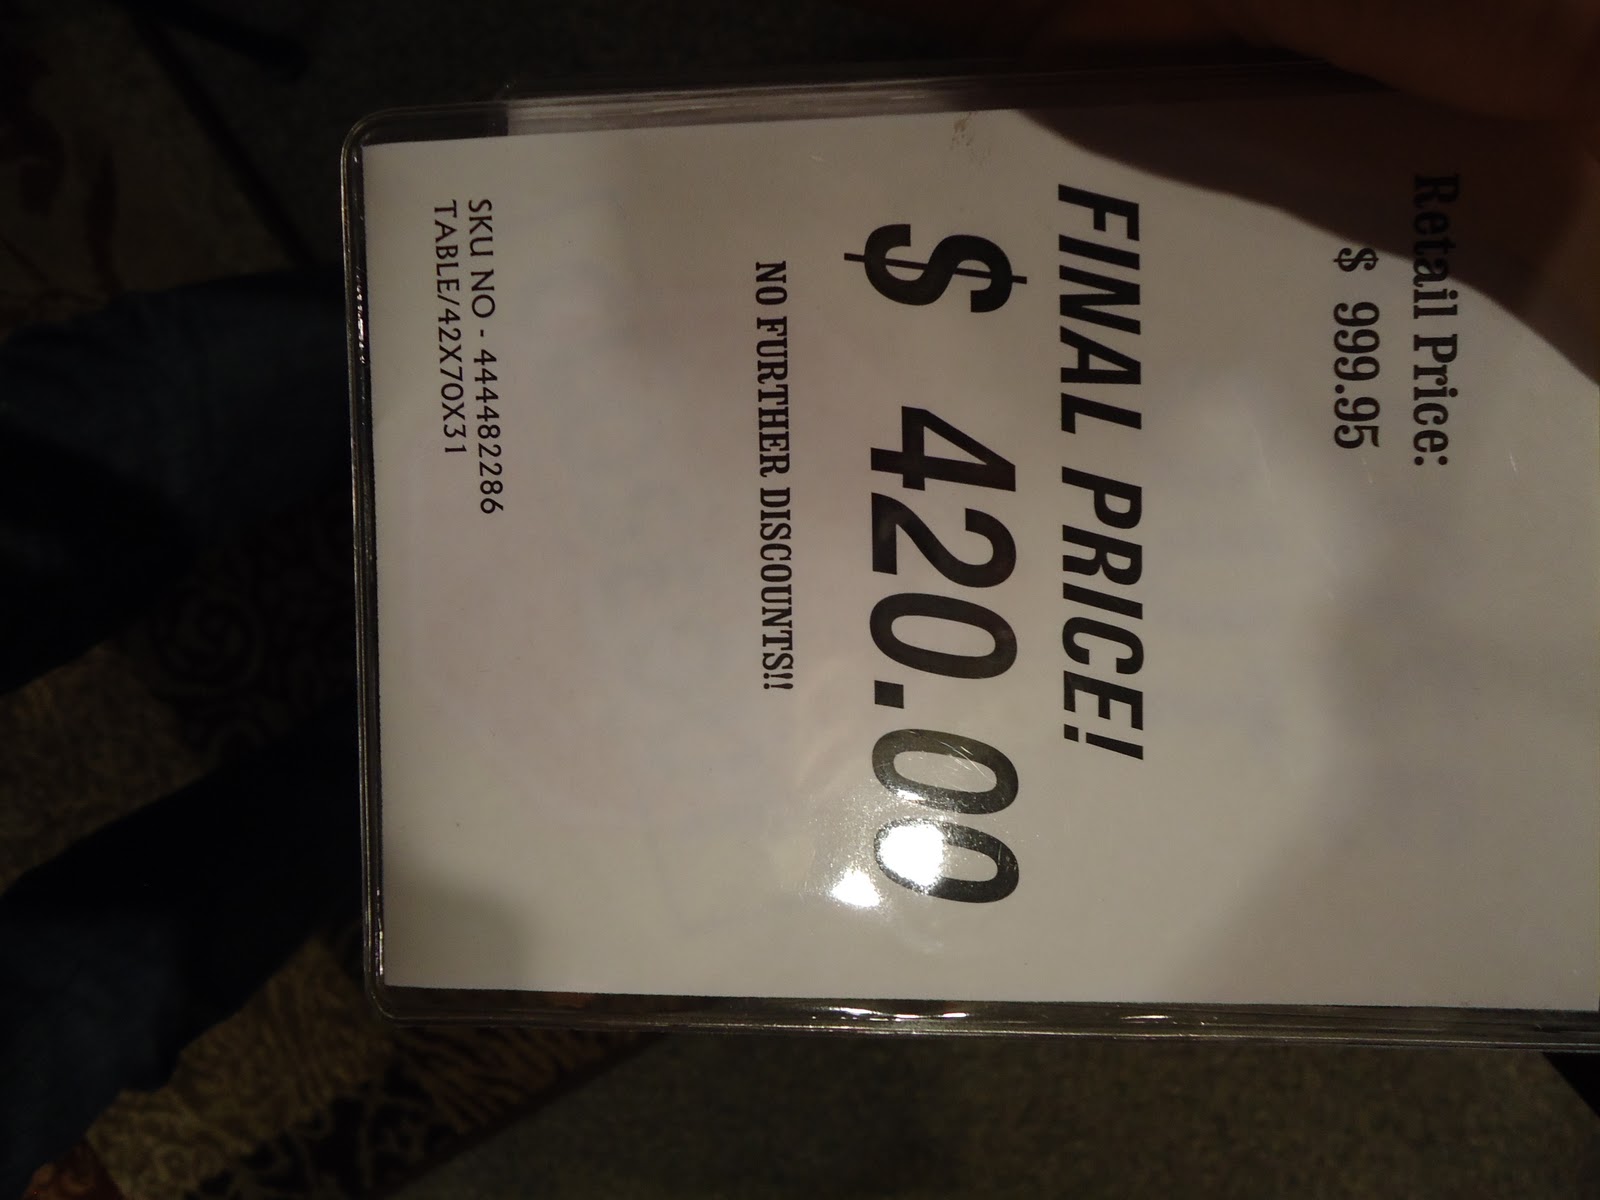 Retail Price:
$ 999.95
FINAL PRICE!
$ 420.00
NO FURTHER DISCOUNTS!!
SKU NO - 444482286
TABLE/42X70X31